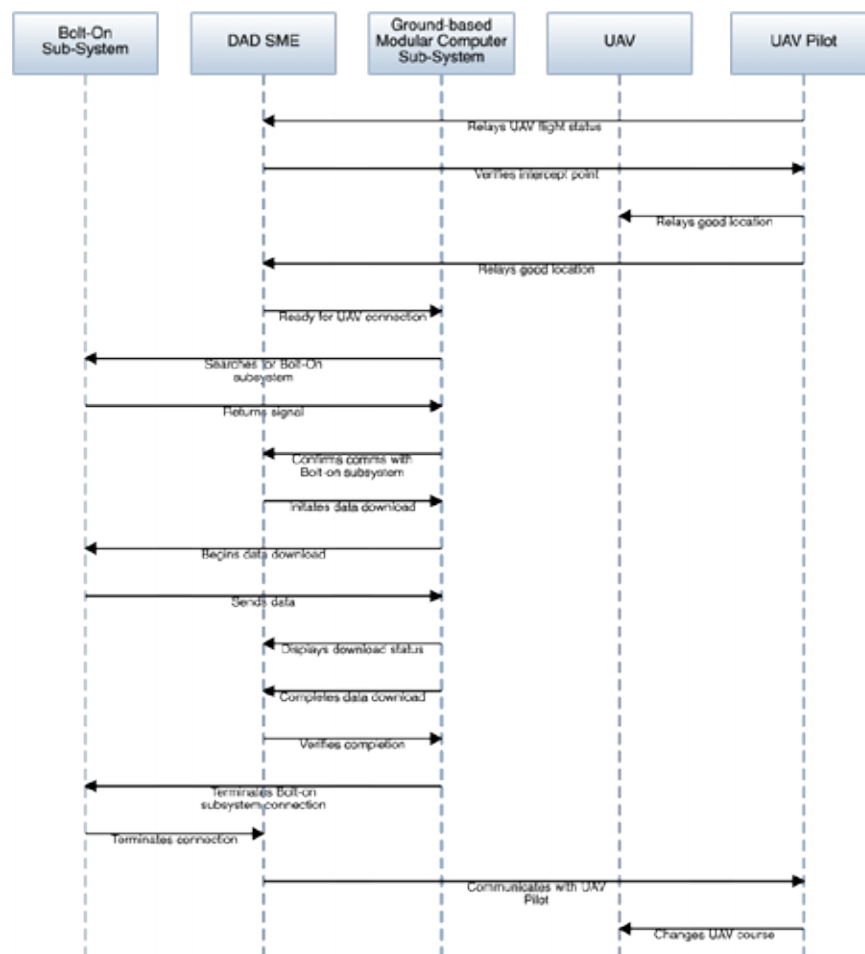 Bolt-On
Sub-System
DAD SME
Ground-based
Modular Computer
Sub-System
UAV
UAV Pilot
Relays UAV flight status
Verifies intercept point
Relays good location
Relays good location
Ready for UAV connection
Searches for Bolt-On
subsystem
Returns signal
Confirms comms with
Bolt-on subsystem
Initates data download
Begins data download
Sends data
Displays download status
Completes data download
Verifies completion
Terminates Bolt-on
subsystem connection
Terminates connection
Communicates with UAV
Pilot
Changes UAV course